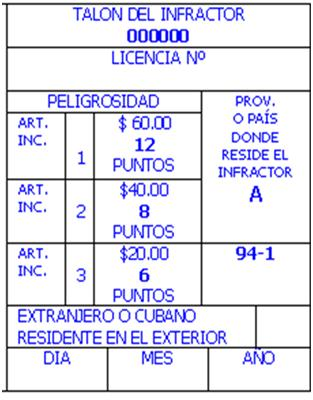 TALON DEL INFRACTOR
000000
LICENCIA Nº
PELIGROSIDAD
ART.
INC.
1
$ 60.00
12
PUNTOS
ART.
INC.
2
$40.00
8
PUNTOS
ART.
INC.
3
$20.00
6
PUNTOS
PROV.
O PAÍS
DONDE
RESIDE EL
INFRACTOR
A
94-1
EXTRANJERO O CUBANO
RESIDENTE EN EL EXTERIOR
DIA MES AÑO